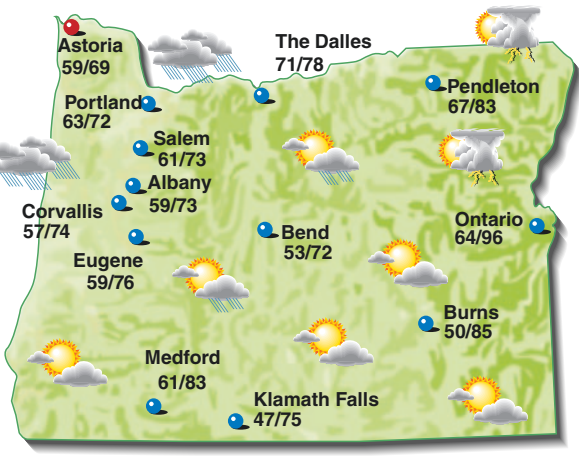 Astoria
59/69
The Dalles
71/78
Pendleton
67/83
Portland
63/72
Salem
61/73
Albany
59/73
Corvallis
57/74
Eugene
59/76
Bend
53/72
Ontario
64/96
Burns
50/85
Medford
61/83
Klamath Falls
47/75